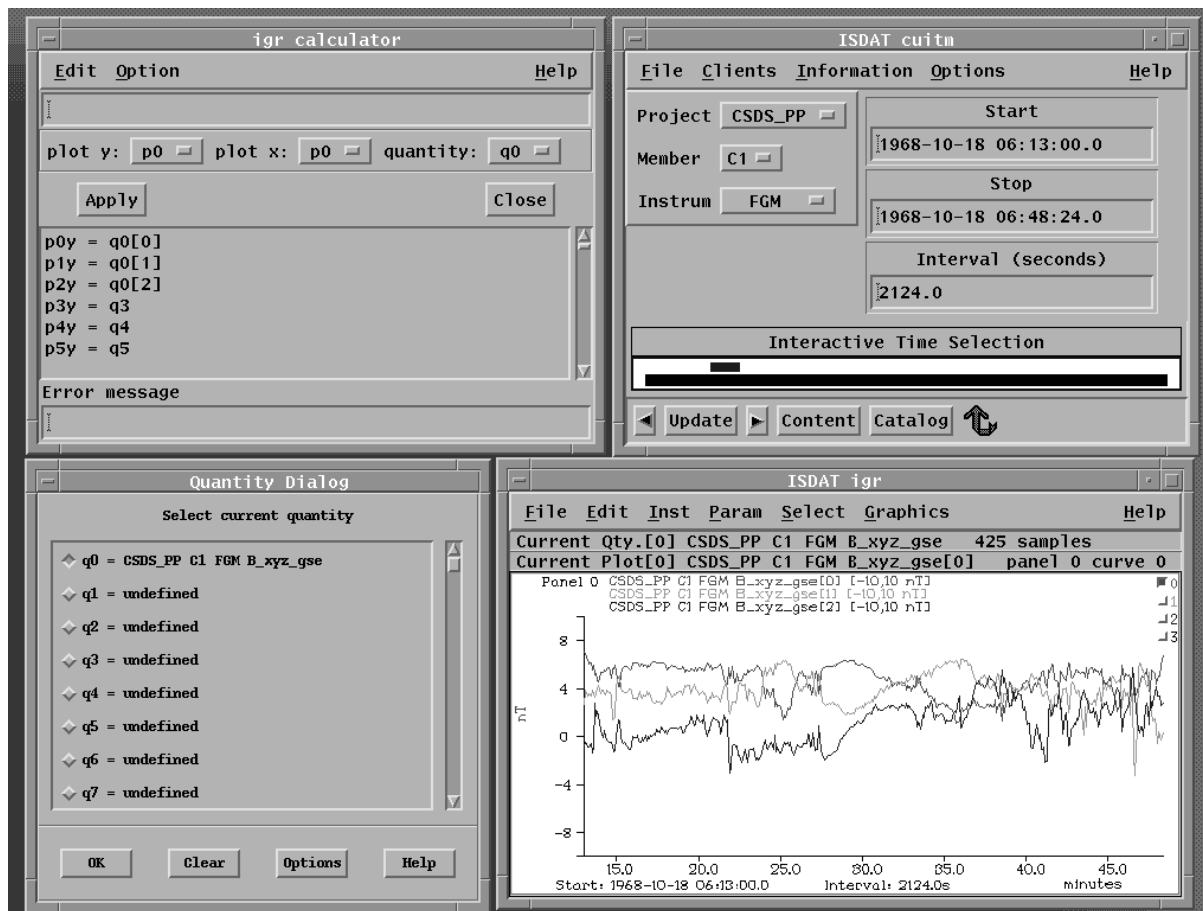 igr calculator
Edit Option Help
plot y: p0 plot x: p0 quantity: q0
Apply Close
p0y = q0[0]
p1y = q0[1]
p2y = q0[2]
p3y = q3
p4y = q4
p5y = q5
Error message
ISDAT cuitm
File Clients Information Options Help
Project CSDS_PP
Member C1
Instrum FGM
Start
1968-10-18 06:13:00.0
Stop
1968-10-18 06:48:24.0
Interval (seconds)
2124.0
Interactive Time Selection
Update Content Catalog
Quantity Dialog
Select current quantity
q0 = CSDS_PP C1 FGM B_xyz_gse
q1 = undefined
q2 = undefined
q3 = undefined
q4 = undefined
q5 = undefined
q6 = undefined
q7 = undefined
OK Clear Options Help
ISDAT igr
File Edit Inst Param Select Graphics Help
Current Qty.[0] CSDS_PP C1 FGM B_xyz_gse 425 samples
Current Plot[0] CSDS_PP C1 FGM B_xyz_gse[0] panel 0 curve 0
Panel 0 CSDS_PP C1 FGM B_xyz_gse[0] [-10,10 nT] 0
CSDS_PP C1 FGM B_xyz_gse[1] [-10,10 nT] 1
CSDS_PP C1 FGM B_xyz_gse[2] [-10,10 nT] 2
3
8
4
nT
0
-4
-8
15.0 20.0 25.0 30.0 35.0 40.0 45.0
Start: 1968-10-18 06:13:00.0 Interval: 2124.0s minutes